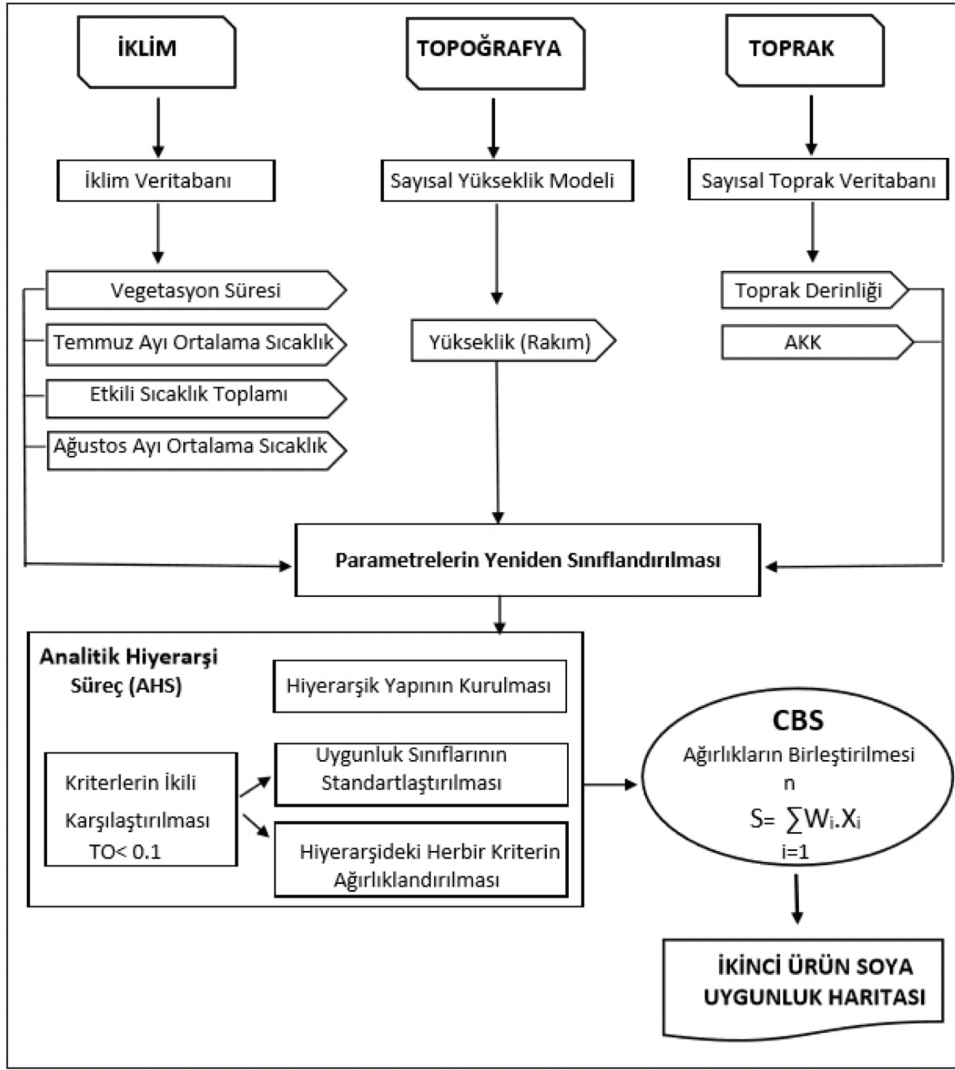 İKLİM
TOPOĞRAFYA
TOPRAK
İklim Veritabanı
Sayısal Yükseklik Modeli
Sayısal Toprak Veritabanı
Vegetasyon Süresi
Temmuz Ayı Ortalama Sıcaklık
Etkili Sıcaklık Toplamı
Ağustos Ayı Ortalama Sıcaklık
Yükseklik (Rakım)
Toprak Derinliği
AKK
Parametrelerin Yeniden Sınıflandırılması
Analitik Hiyerarşi
Süreç (AHS)
Hiyerarşik Yapının Kurulması
Kriterlerin İkili
Karşılaştırılması
TO< 0.1
Uygunluk Sınıflarının
Standartlaştırılması
Hiyerarşideki Herbir Kriterin
Ağırlıklandırılması
CBS
Ağırlıkların Birleştirilmesi
n
S= ∑Wᵢ.Xᵢ
i=1
İKİNCİ ÜRÜN SOYA
UYGUNLUK HARITASI